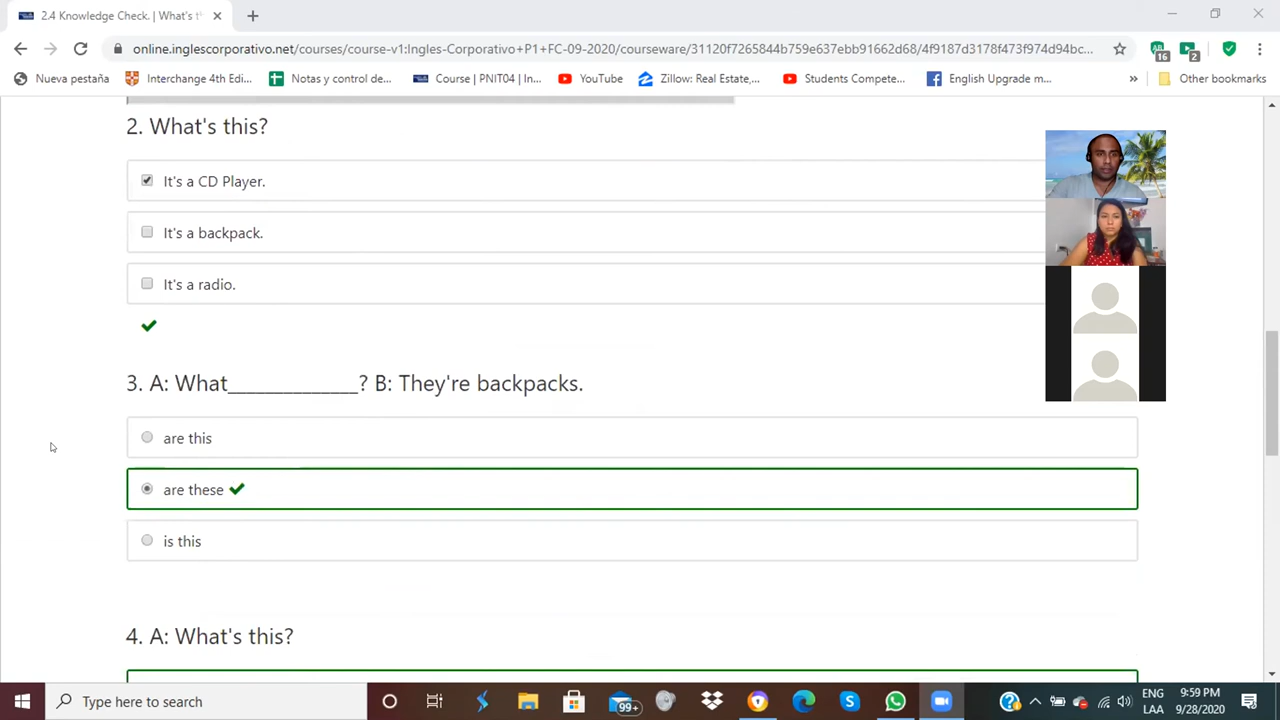 2.4 Knowledge Check. | What's t
online.inglescorporativo.net/courses/course-v1:Ingles-Corporativo+P1+FC-09-2020/courseware/31120f7265844b759e637ebb91662d68/4f9187d3178f473f974d94bc...
16
2
Nueva pestaña
Interchange 4th Edi...
Notas y control de...
Course | PNIT04 | In...
YouTube
Zillow: Real Estate,...
Students Compete...
English Upgrade m...
»
Other bookmarks
2. What's this?
It's a CD Player.
It's a backpack.
It's a radio.
3. A: What______________? B: They're backpacks.
are this
are these
is this
4. A: What's this?
Type here to search
99+
ENG
LAA
9:59 PM
9/28/2020